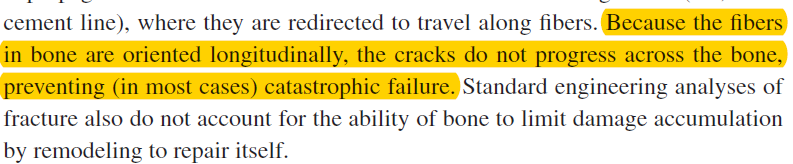 cement line), where they are redirected to travel along fibers. Because the fibers
in bone are oriented longitudinally, the cracks do not progress across the bone,
preventing (in most cases) catastrophic failure. Standard engineering analyses of
fracture also do not account for the ability of bone to limit damage accumulation
by remodeling to repair itself.